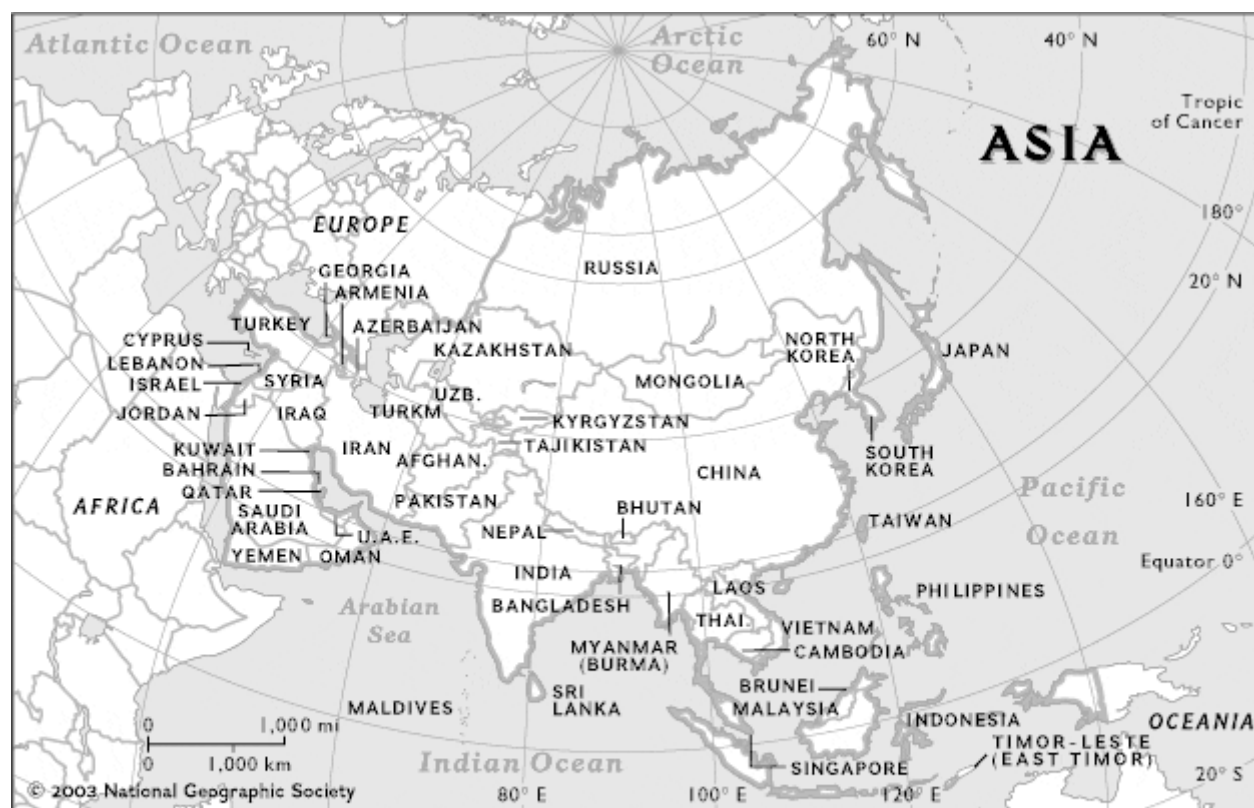 Atlantic Ocean
Arctic
Ocean
60° N
40° N
Tropic
of Cancer
ASIA
180°
20° N
160° E
Equator 0°
20° S
EUROPE
RUSSIA
GEORGIA
ARMENIA
AZERBAIJAN
TURKEY
CYPRUS
LEBANON
ISRAEL
JORDAN
SYRIA
IRAQ
KAZAKHSTAN
UZB.
TURKM
KYRGYZSTAN
TAJIKISTAN
MONGOLIA
NORTH
KOREA
JAPAN
SOUTH
KOREA
CHINA
KUWAIT
BAHRAIN
QATAR
SAUDI
ARABIA
U.A.E.
YEMEN
OMAN
IRAN
AFGHAN.
PAKISTAN
AFRICA
NEPAL
BHUTAN
INDIA
BANGLADESH
MYANMAR
(BURMA)
LAOS
THAI.
VIETNAM
CAMBODIA
TAIWAN
Pacific
Ocean
PHILIPPINES
Arabian
Sea
MALDIVES
SRI
LANKA
BRUNEI
MALAYSIA
INDONESIA
SINGAPORE
OCEANIA
TIMOR-LESTE
(EAST TIMOR)
Indian Ocean
0 1,000 mi
0 1,000 km
© 2003 National Geographic Society
80° E
100° E
120° E